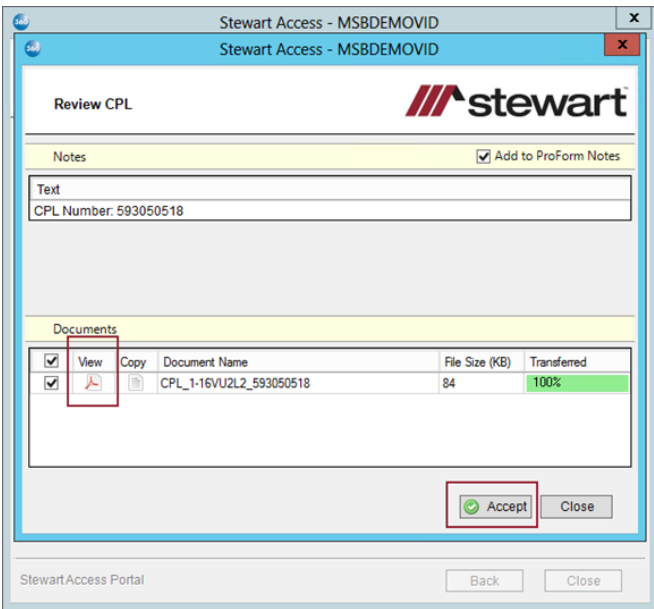 360
Stewart Access - MSBDEMOVID
x
360
Stewart Access - MSBDEMOVID
x
Review CPL
stewart
Notes
Add to ProForm Notes
Text
CPL Number: 593050518
Documents
View Copy Document Name File Size (KB) Transferred
CPL_1-16VU2L2_593050518 84 100%
Accept Close
Stewart Access Portal
Back Close